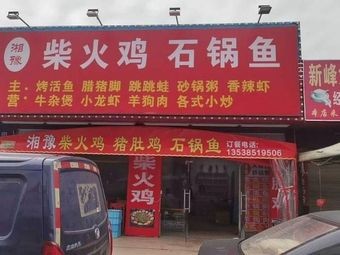 湘豫
柴火鸡 石锅鱼
主: 烤活鱼 腊猪脚 跳跳蛙 砂锅粥 香辣虾
营: 牛杂煲 小龙虾 羊狗肉 各式小炒
新峰
经
湘豫柴火鸡 猪肚鸡 石锅鱼
订餐电话:
13538519506
柴火鸡